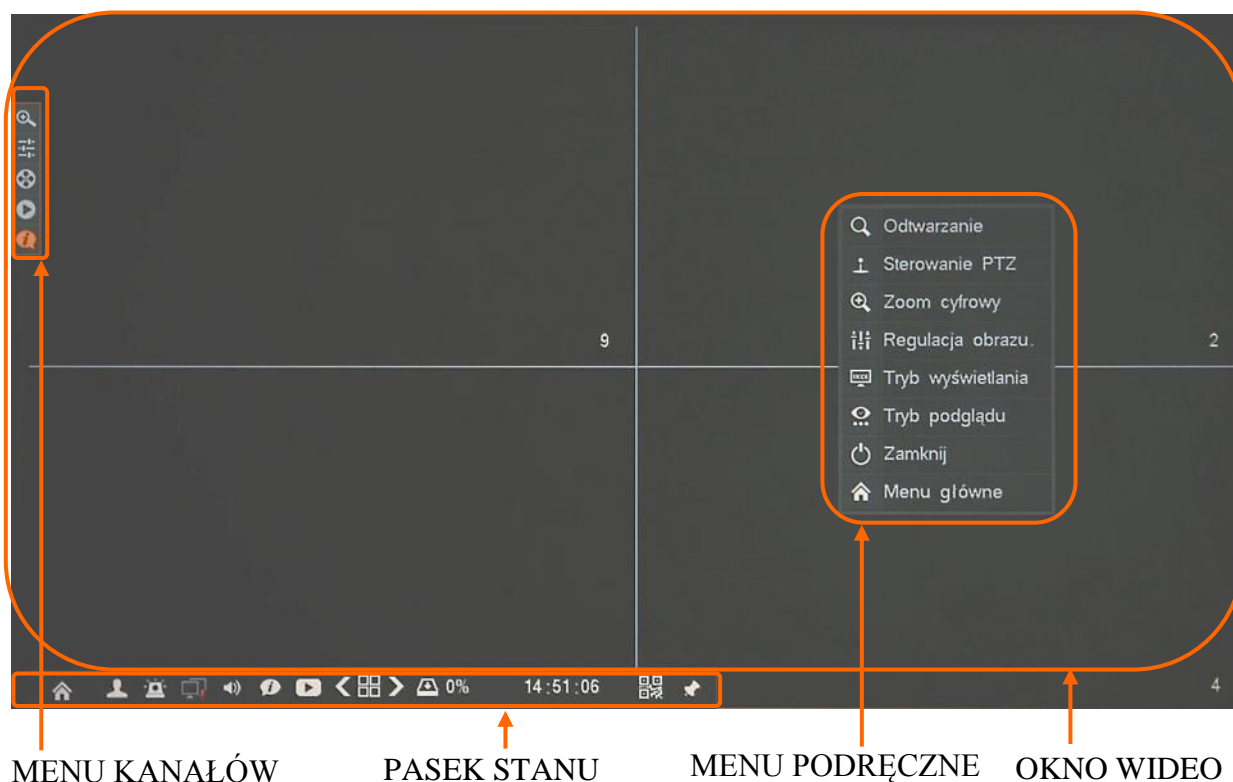 Odtwarzanie
Sterowanie PTZ
Zoom cyfrowy
9
Regulacja obrazu.
2
Tryb wyświetlania
Tryb podglądu
Zamknij
Menu główne
0%
14:51:06
4
MENU KANAŁÓW
PASEK STANU
MENU PODRĘCZNE
OKNO WIDEO